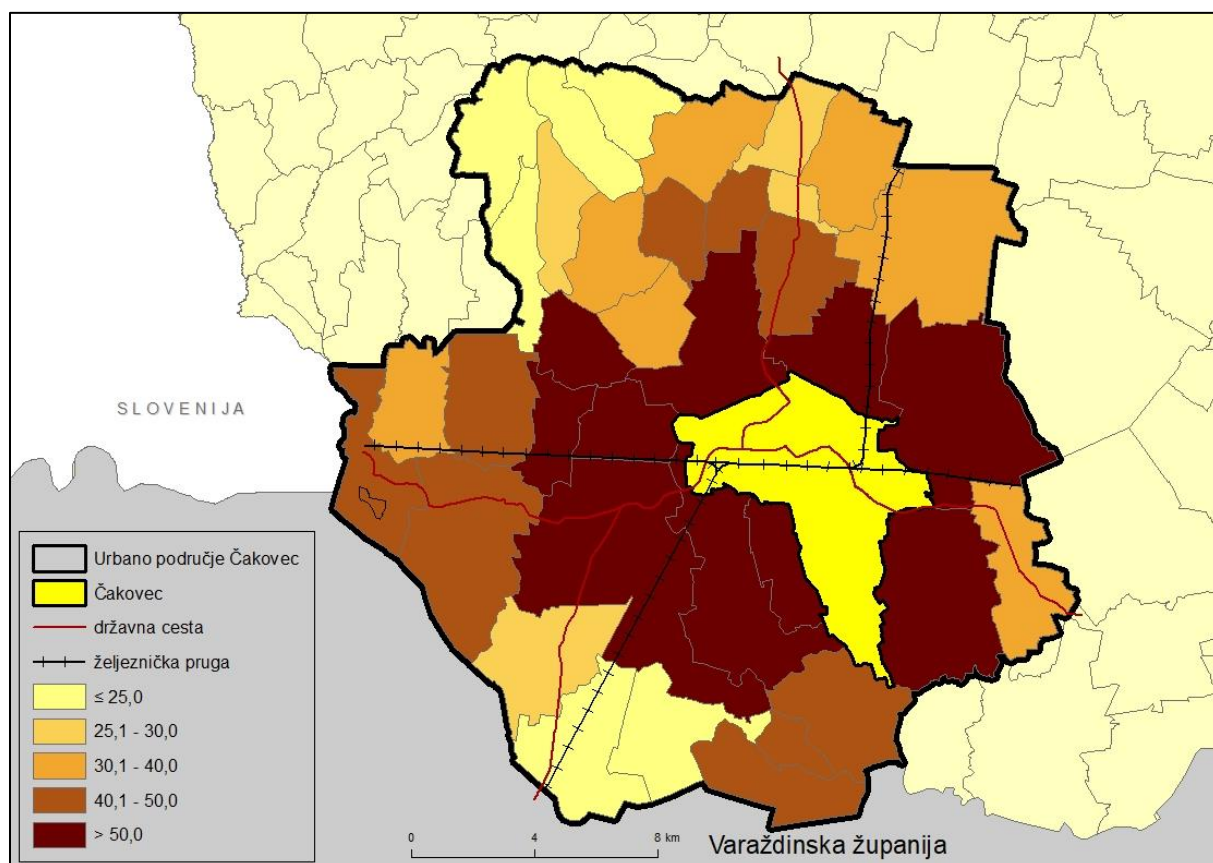 SLOVENIJA
Urbano područje Čakovec
Čakovec
državna cesta
željeznička pruga
≤ 25,0
25,1 - 30,0
30,1 - 40,0
40,1 - 50,0
> 50,0
0 4 8 km
Varaždinska županija